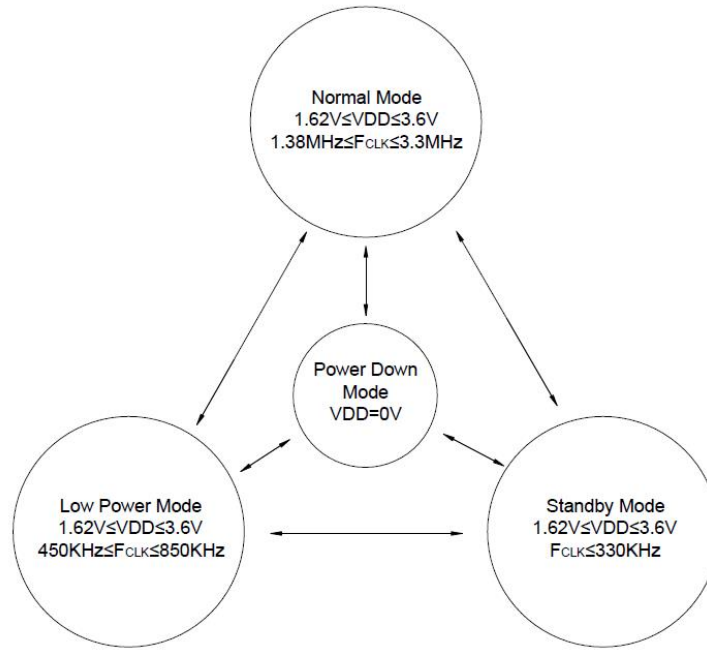 Normal Mode
1.62V≤VDD≤3.6V
1.38MHz≤FCLK≤3.3MHz
Power Down
Mode
VDD=0V
Low Power Mode
1.62V≤VDD≤3.6V
450KHz≤FCLK≤850KHz
Standby Mode
1.62V≤VDD≤3.6V
FCLK≤330KHz